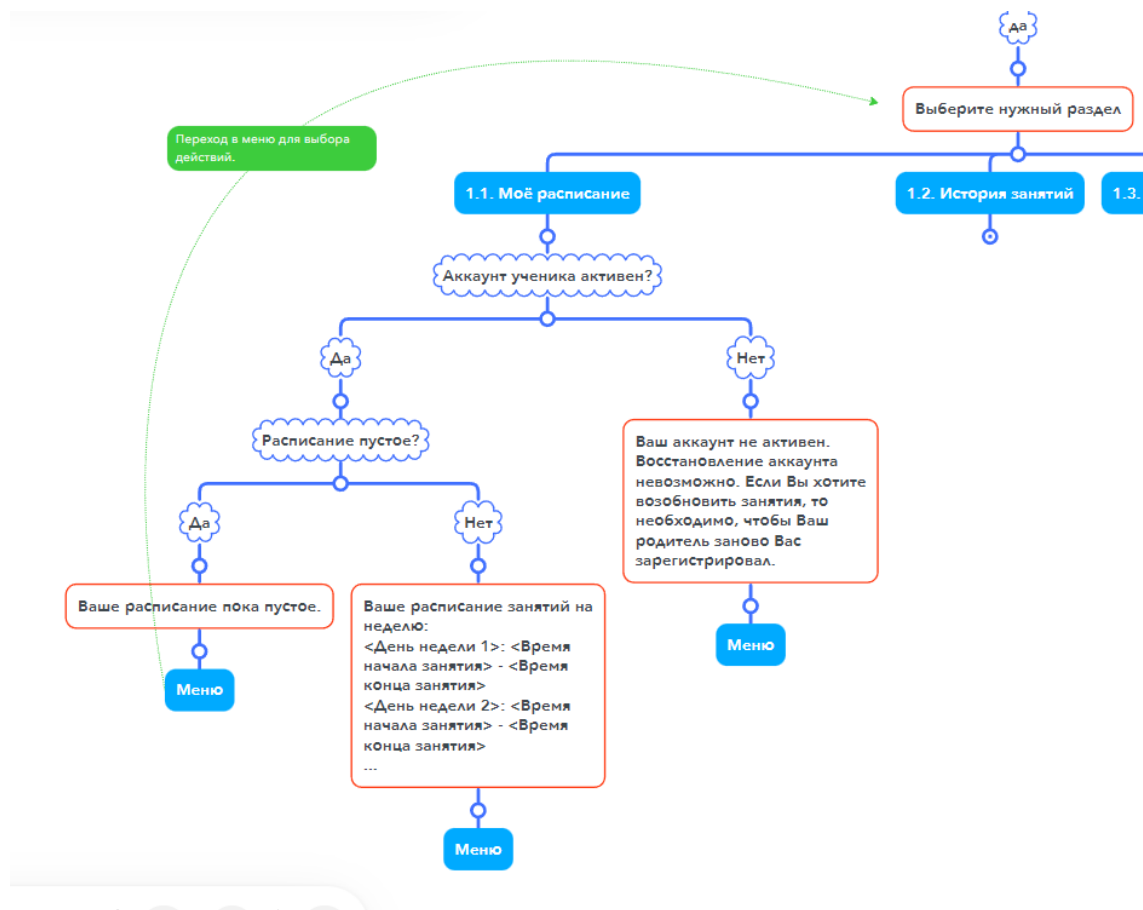 да
Выберите нужный раздел
Переход в меню для выбора
действий.
1.1. Моё расписание
1.2. История занятий
1.3.
Аккаунт ученика активен?
Да
Нет
Расписание пустое?
Ваш аккаунт не активен.
Восстановление аккаунта
невозможно. Если Вы хотите
возобновить занятия, то
необходимо, чтобы Ваш
родитель заново Вас
зарегистрировал.
Да
Нет
Ваше расписание пока пустое.
Ваше расписание занятий на
неделю:
<День недели 1>: <Время
начала занятия> - <Время
конца занятия>
<День недели 2>: <Время
начала занятия> - <Время
конца занятия>
...
Меню
Меню
Меню